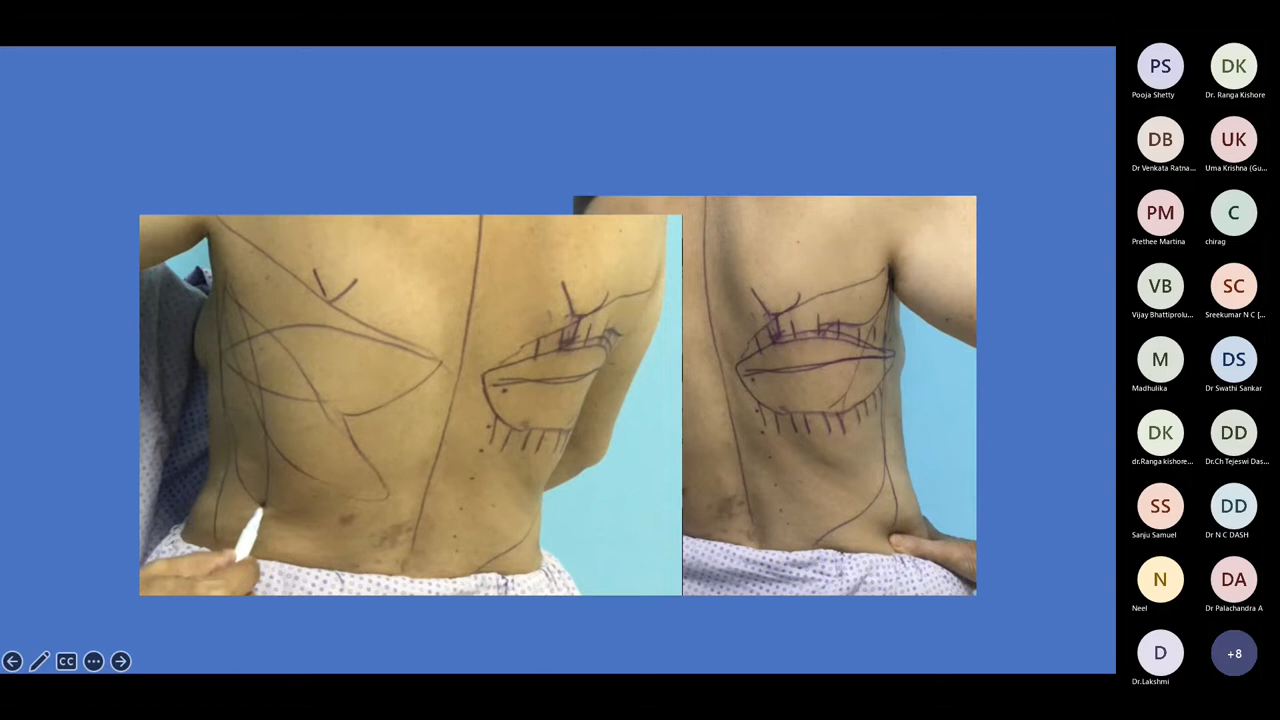 PS
DK
Pooja Shetty
Dr. Ranga Kishore
DB
UK
Dr Venkata Ratna...
Uma Krishna (Gu...
PM
C
Prethee Martina
chirag
VB
SC
Vijay Bhattiprolu...
Sreekumar N C [...
M
DS
Madhulika
Dr Swathi Sankar
DK
DD
dr.Ranga kishore...
Dr.Ch Tejeswi Das...
SS
DD
Sanju Samuel
Dr N C DASH
N
DA
Neel
Dr Palachandra A
D
+8
Dr.Lakshmi
CC